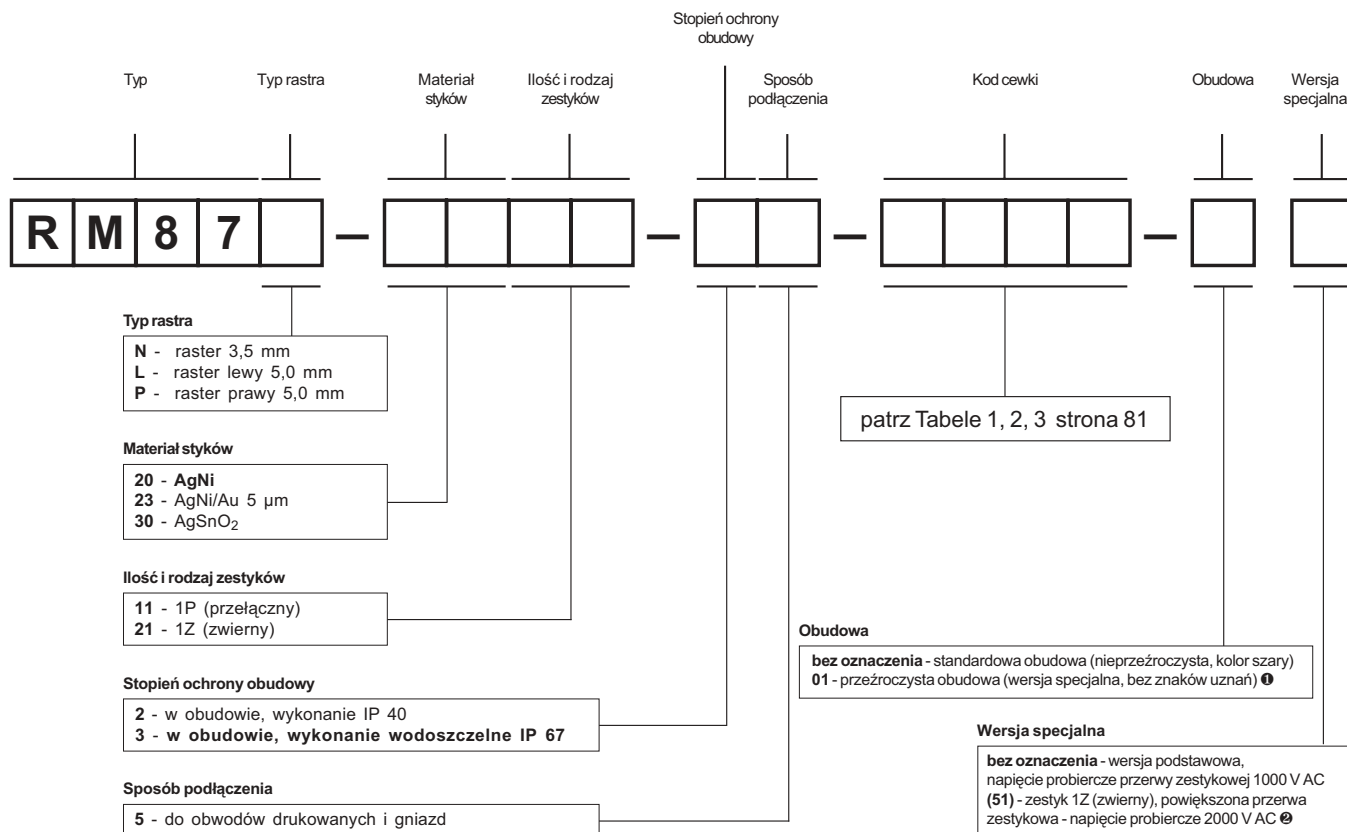 Stopień ochrony
obudowy
Typ
Typ rastra
Materiał
styków
Ilość i rodzaj
zestyków
Sposób
podłączenia
Kod cewki
Obudowa
Wersja
specjalna
R M 8 7 — — — —
Typ rastra
N - raster 3,5 mm
L - raster lewy 5,0 mm
P - raster prawy 5,0 mm
patrz Tabele 1, 2, 3 strona 81
Materiał styków
20 - AgNi
23 - AgNi/Au 5 μm
30 - AgSnO2
Ilość i rodzaj zestyków
11 - 1P (przełączny)
21 - 1Z (zwierny)
Obudowa
bez oznaczenia - standardowa obudowa (nieprzeźroczysta, kolor szary)
01 - przeźroczysta obudowa (wersja specjalna, bez znaków uznań) ❶
Stopień ochrony obudowy
2 - w obudowie, wykonanie IP 40
3 - w obudowie, wykonanie wodoszczelne IP 67
Wersja specjalna
bez oznaczenia - wersja podstawowa,
napięcie probiercze przerwy zestykowej 1000 V AC
(51) - zestyk 1Z (zwierny), powiększona przerwa
zestykowa - napięcie probiercze 2000 V AC ❷
Sposób podłączenia
5 - do obwodów drukowanych i gniazd